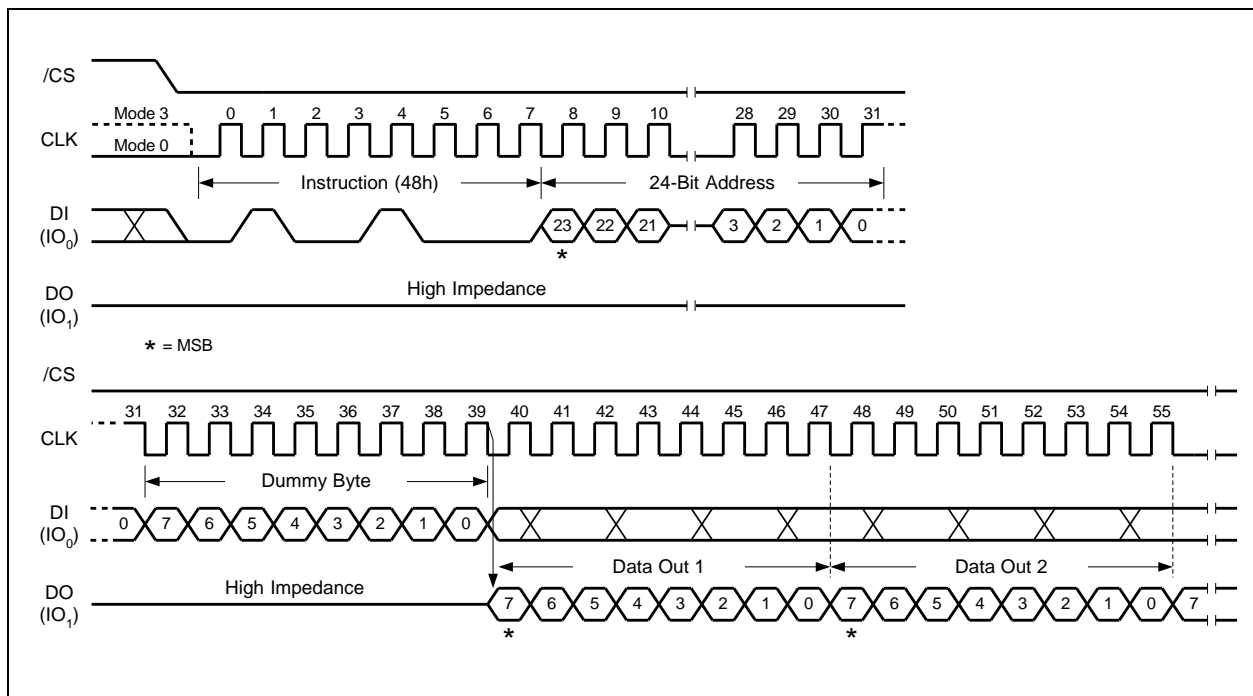 /CS
Mode 3 0 1 2 3 4 5 6 7 8 9 10 28 29 30 31
CLK
Mode 0
Instruction (48h) 24-Bit Address
DI
(IO0)
23 22 21 3 2 1 0
*
High Impedance
DO
(IO1)
* = MSB
/CS
31 32 33 34 35 36 37 38 39 40 41 42 43 44 45 46 47 48 49 50 51 52 53 54 55
CLK
Dummy Byte
DI
(IO0)
0 7 6 5 4 3 2 1 0
Data Out 1 Data Out 2
High Impedance
DO
(IO1)
7 6 5 4 3 2 1 0 7 6 5 4 3 2 1 0 7
* *